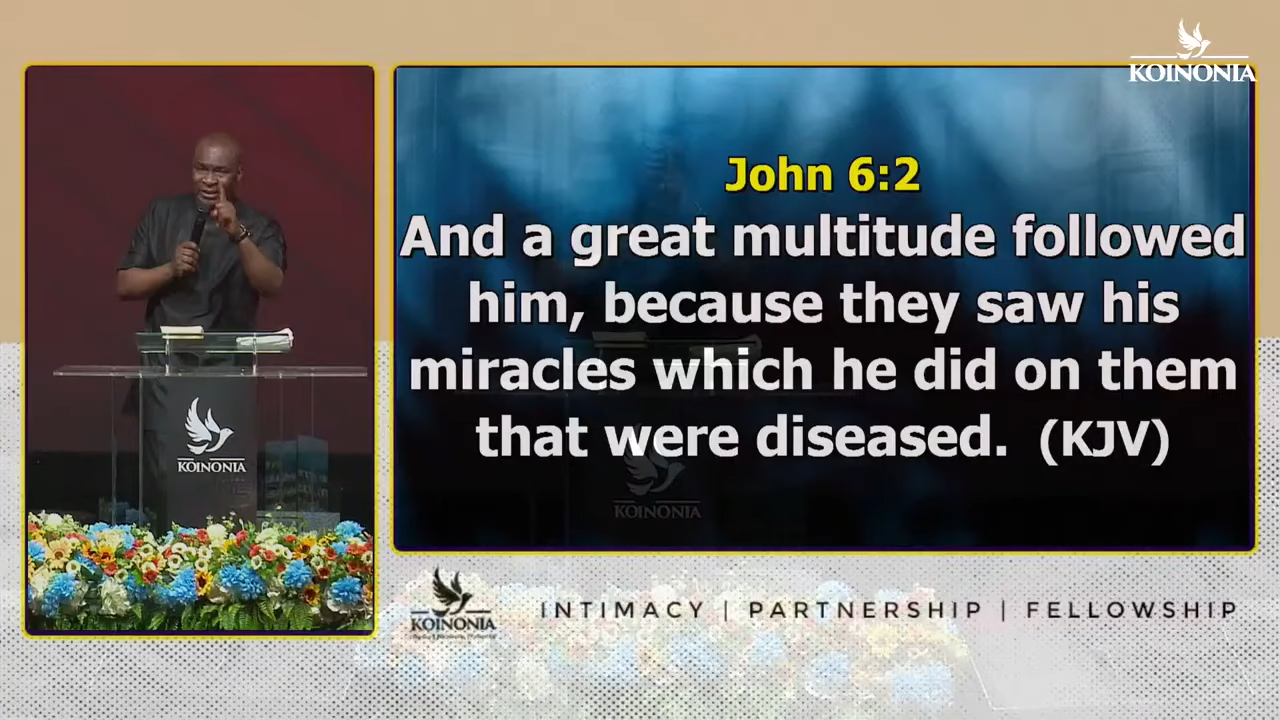 KOINONIA
John 6:2
And a great multitude followed
him, because they saw his
miracles which he did on them
that were diseased. (KJV)
KOINONIA
KOINONIA
KOINONIA
INTIMACY | PARTNERSHIP | FELLOWSHIP